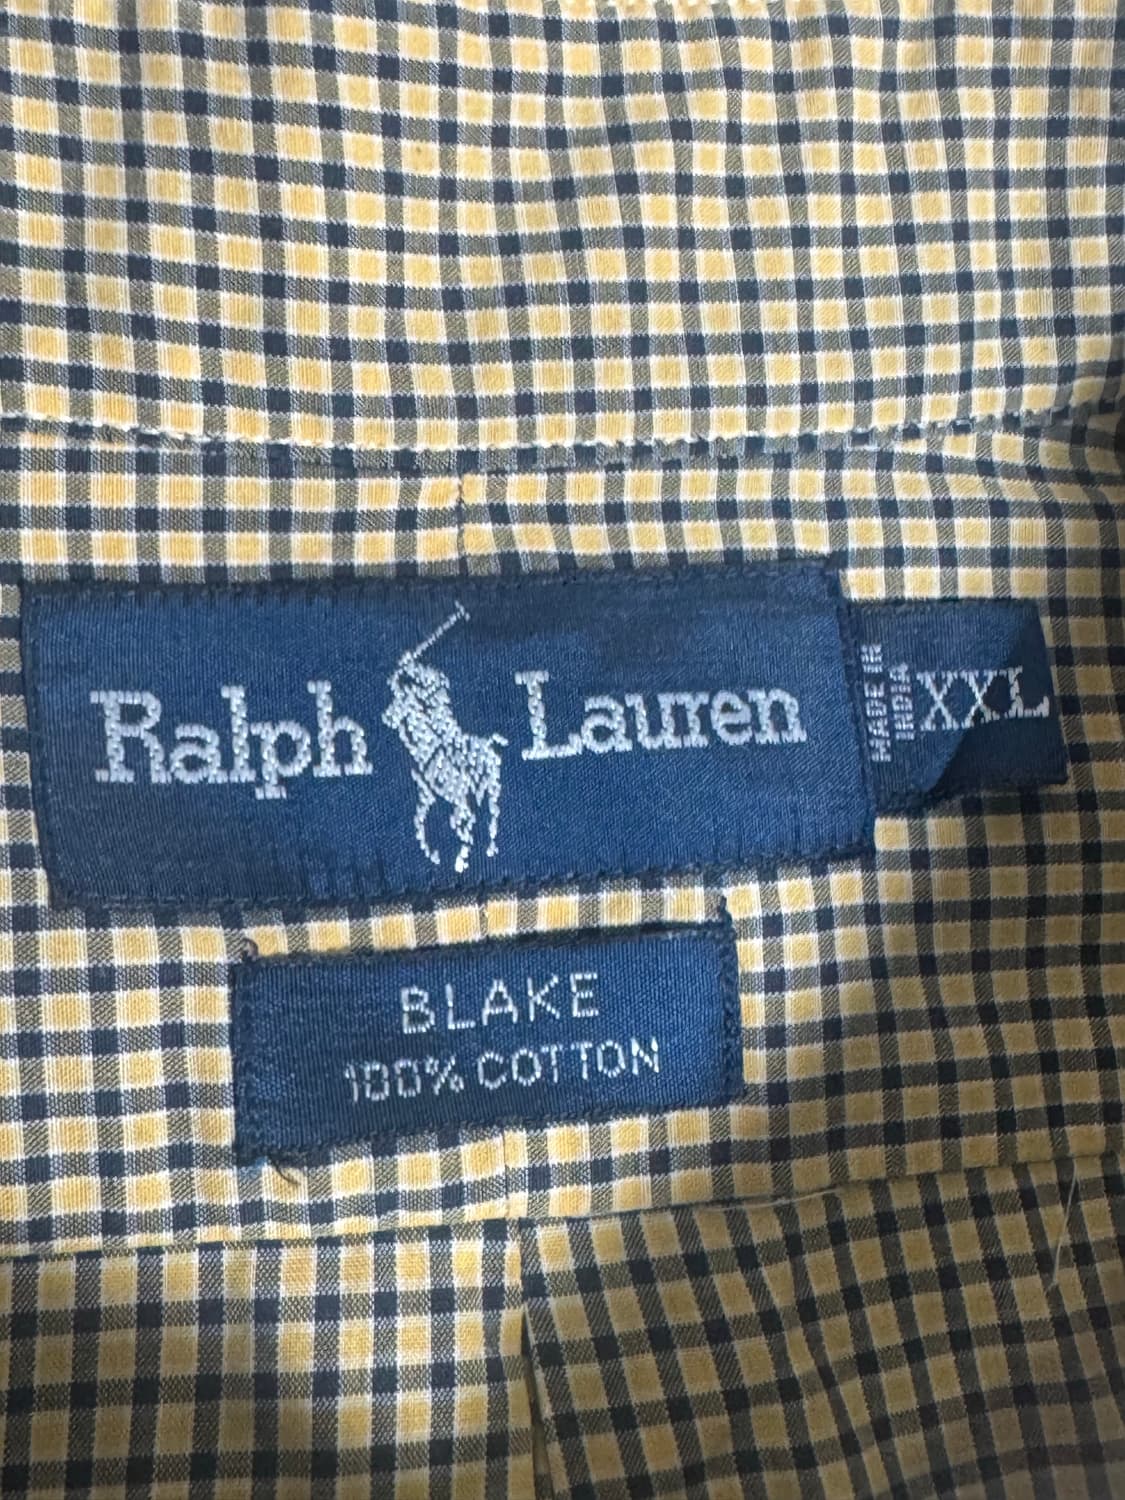 Ralph Lauren
MADE IN
INDIA
XXL
BLAKE
100% COTTON